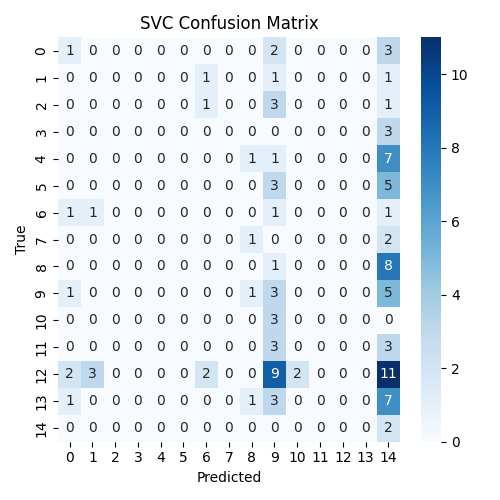 SVC Confusion Matrix
True
0 1 0 0 0 0 0 0 0 0 2 0 0 0 0 3
1 0 0 0 0 0 0 1 0 0 1 0 0 0 0 1
2 0 0 0 0 0 0 1 0 0 3 0 0 0 0 1
3 0 0 0 0 0 0 0 0 0 0 0 0 0 0 3
4 0 0 0 0 0 0 0 0 1 1 0 0 0 0 7
5 0 0 0 0 0 0 0 0 0 3 0 0 0 0 5
6 1 1 0 0 0 0 0 0 0 1 0 0 0 0 1
7 0 0 0 0 0 0 0 0 1 0 0 0 0 0 2
8 0 0 0 0 0 0 0 0 0 1 0 0 0 0 8
9 1 0 0 0 0 0 0 0 1 3 0 0 0 0 5
10 0 0 0 0 0 0 0 0 0 3 0 0 0 0 0
11 0 0 0 0 0 0 0 0 0 3 0 0 0 0 3
12 2 3 0 0 0 0 2 0 0 9 2 0 0 0 11
13 1 0 0 0 0 0 0 0 1 3 0 0 0 0 7
14 0 0 0 0 0 0 0 0 0 0 0 0 0 0 2
0 1 2 3 4 5 6 7 8 9 10 11 12 13 14
Predicted
10
8
6
4
2
0